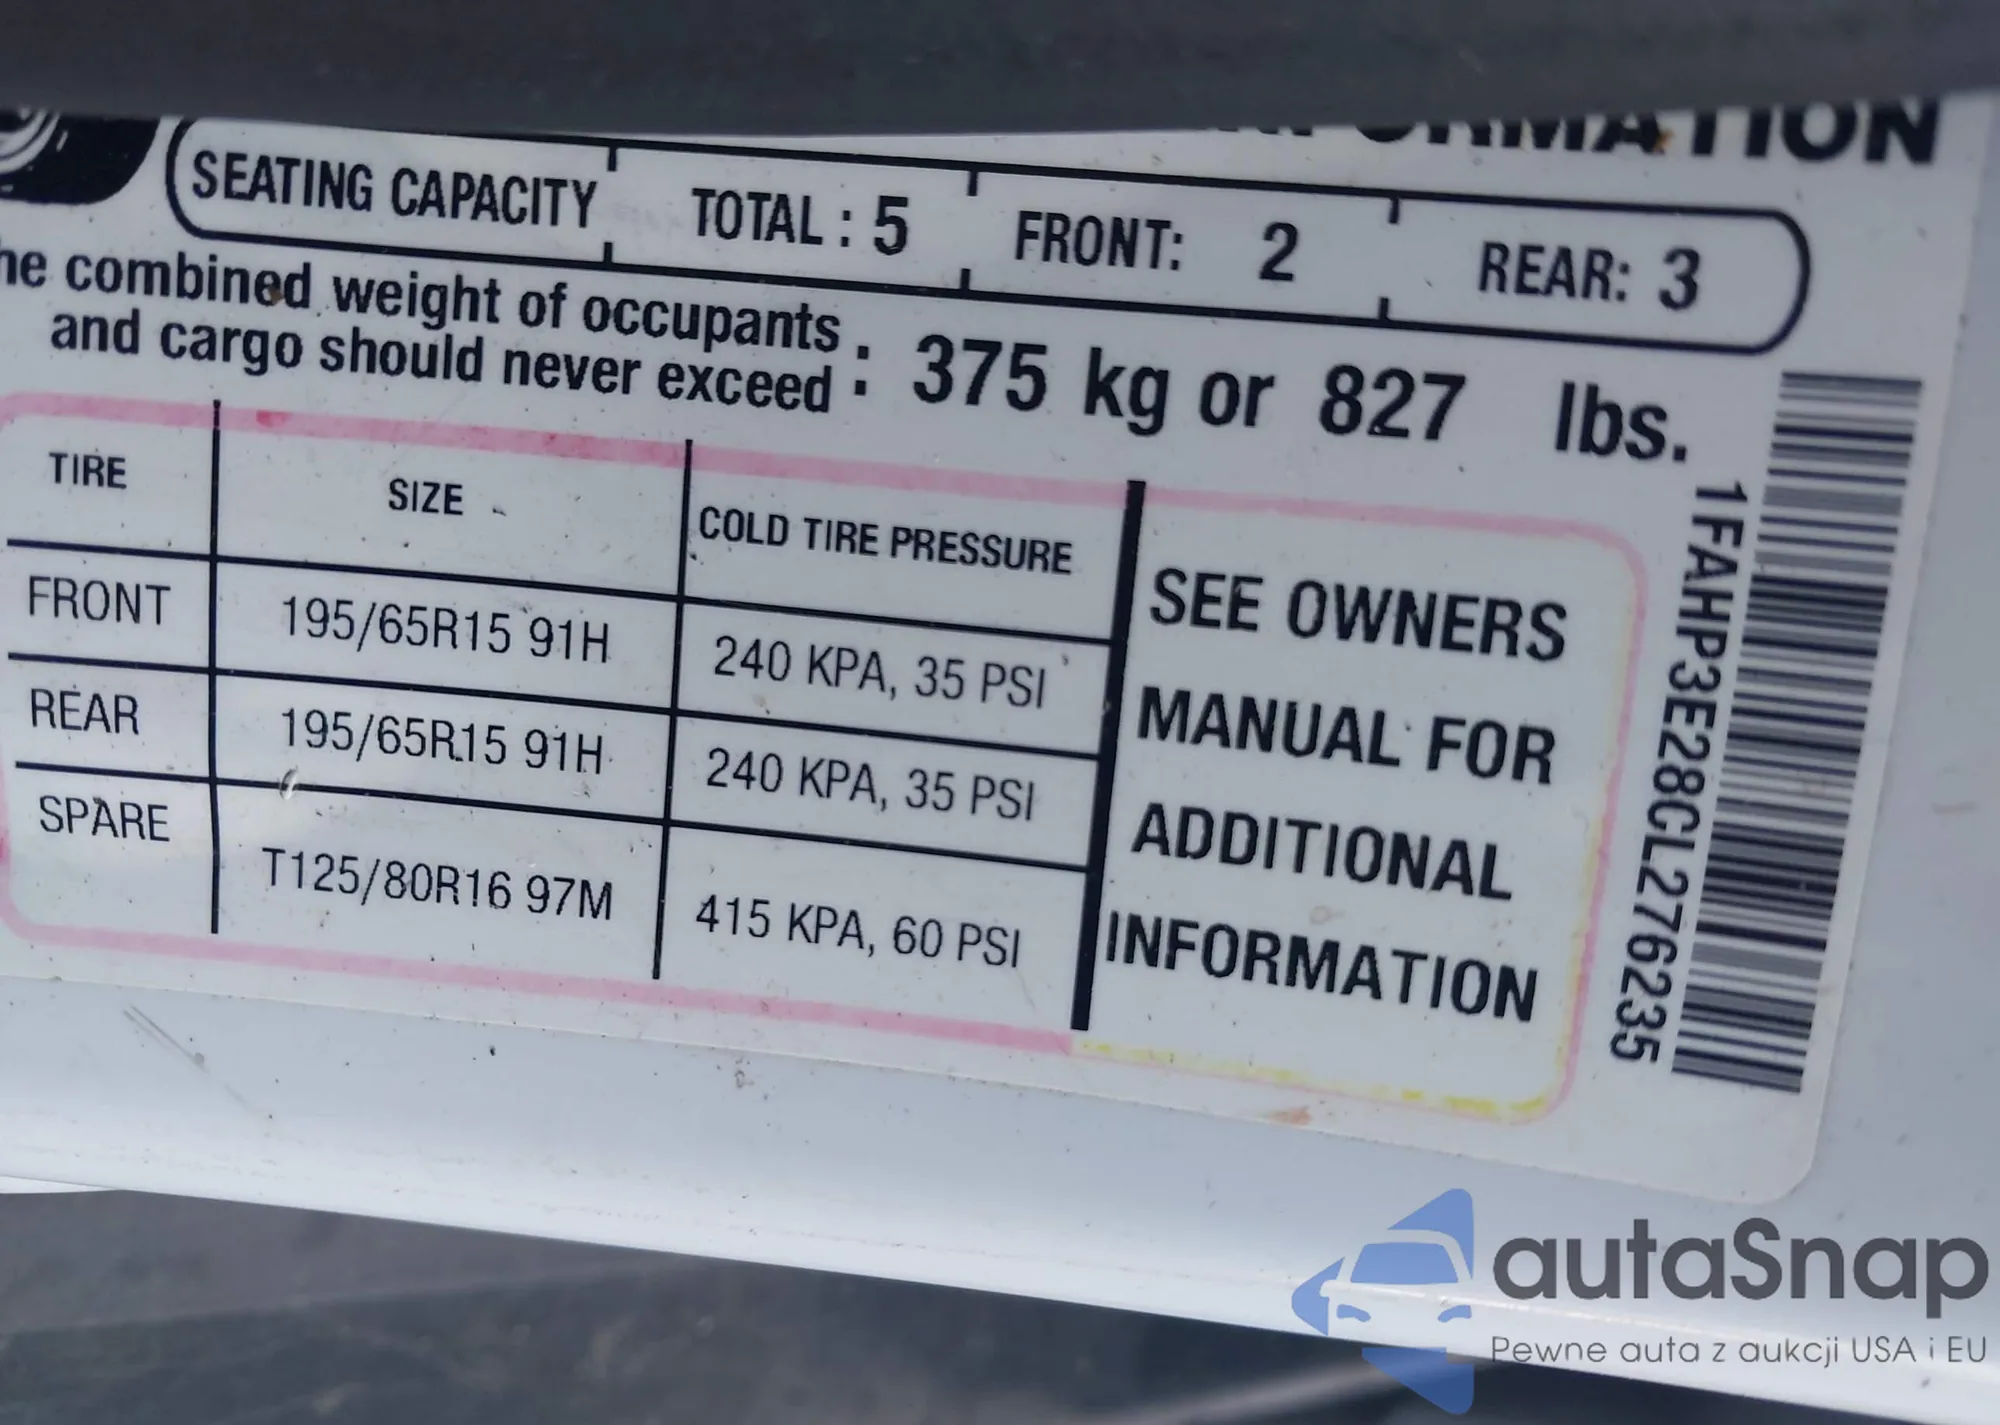 INFORMATION
SEATING CAPACITY TOTAL : 5 FRONT: 2 REAR: 3
he combined weight of occupants
and cargo should never exceed : 375 kg or 827 lbs.
TIRE SIZE COLD TIRE PRESSURE
FRONT 195/65R15 91H 240 KPA, 35 PSI
REAR 195/65R15 91H 240 KPA, 35 PSI
SPARE T125/80R16 97M 415 KPA, 60 PSI
SEE OWNERS
MANUAL FOR
ADDITIONAL
INFORMATION
1FAHP3E28CL276235
autaSnap
Pewne auta z aukcji USA i EU